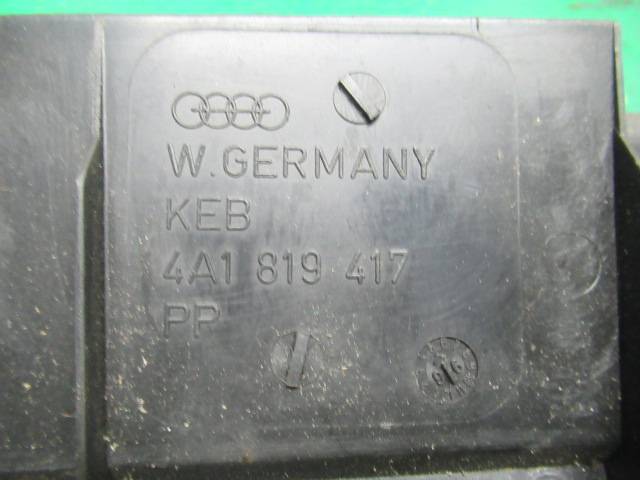 W. GERMANY
KEB
4A1 819 417
PP